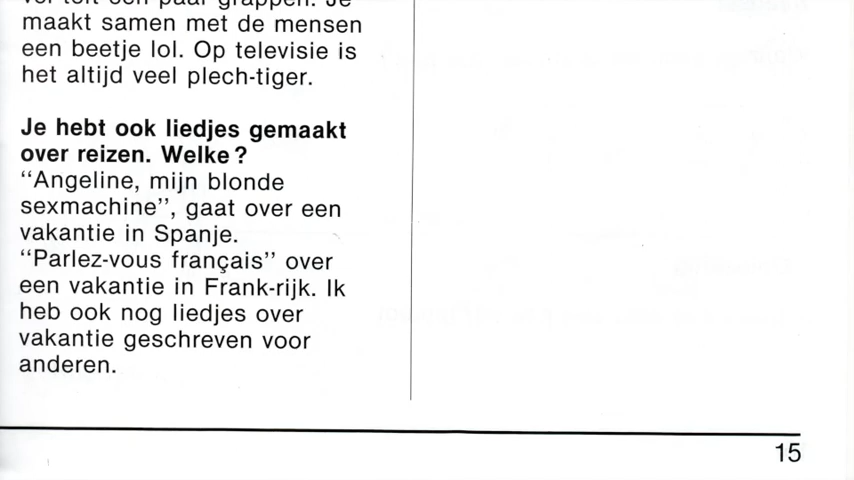 maakt samen met de mensen
een beetje lol. Op televisie is
het altijd veel plech-tiger.
Je hebt ook liedjes gemaakt
over reizen. Welke?
“Angeline, mijn blonde
sexmachine”, gaat over een
vakantie in Spanje.
“Parlez-vous français” over
een vakantie in Frank-rijk. Ik
heb ook nog liedjes over
vakantie geschreven voor
anderen.
15